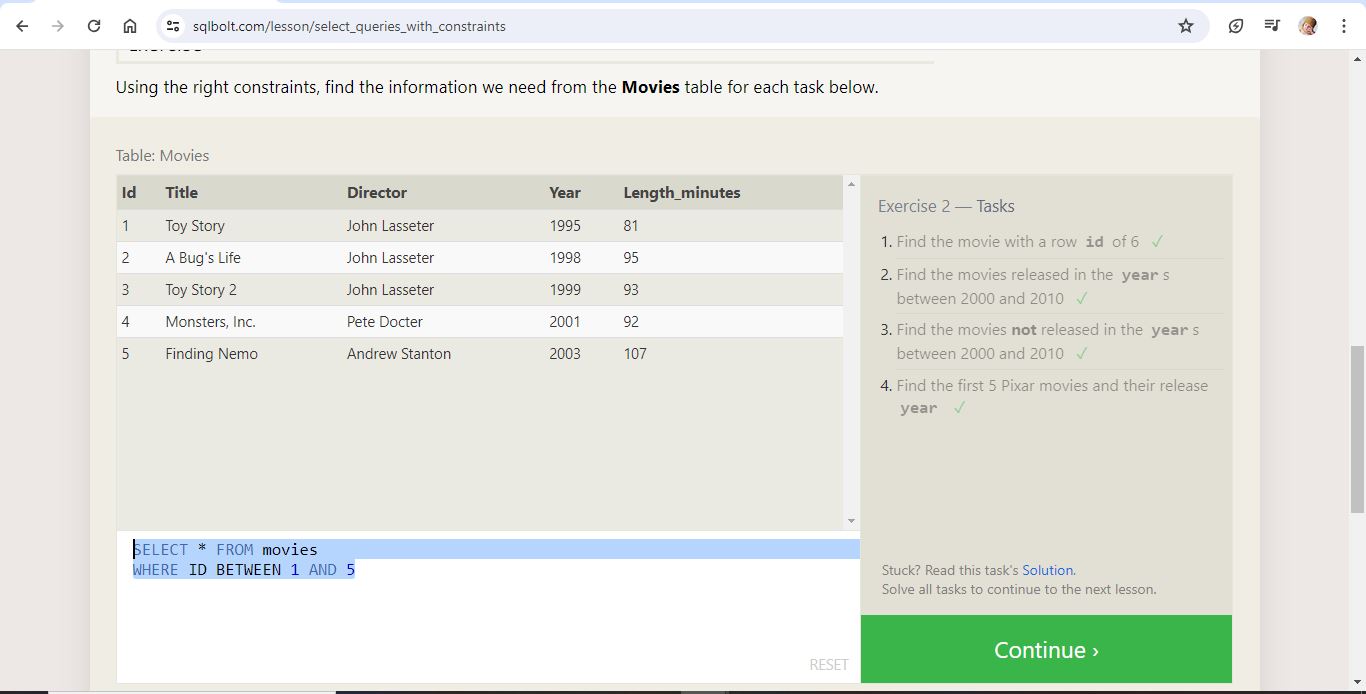 sqlbolt.com/lesson/select_queries_with_constraints
Exercise
Using the right constraints, find the information we need from the Movies table for each task below.
Table: Movies
Id Title Director Year Length_minutes
1 Toy Story John Lasseter 1995 81
2 A Bug's Life John Lasseter 1998 95
3 Toy Story 2 John Lasseter 1999 93
4 Monsters, Inc. Pete Docter 2001 92
5 Finding Nemo Andrew Stanton 2003 107
SELECT * FROM movies
WHERE ID BETWEEN 1 AND 5
RESET
Exercise 2 — Tasks
1. Find the movie with a row id of 6 ✓
2. Find the movies released in the year s
between 2000 and 2010 ✓
3. Find the movies not released in the year s
between 2000 and 2010 ✓
4. Find the first 5 Pixar movies and their release
year ✓
Stuck? Read this task's Solution.
Solve all tasks to continue to the next lesson.
Continue ›